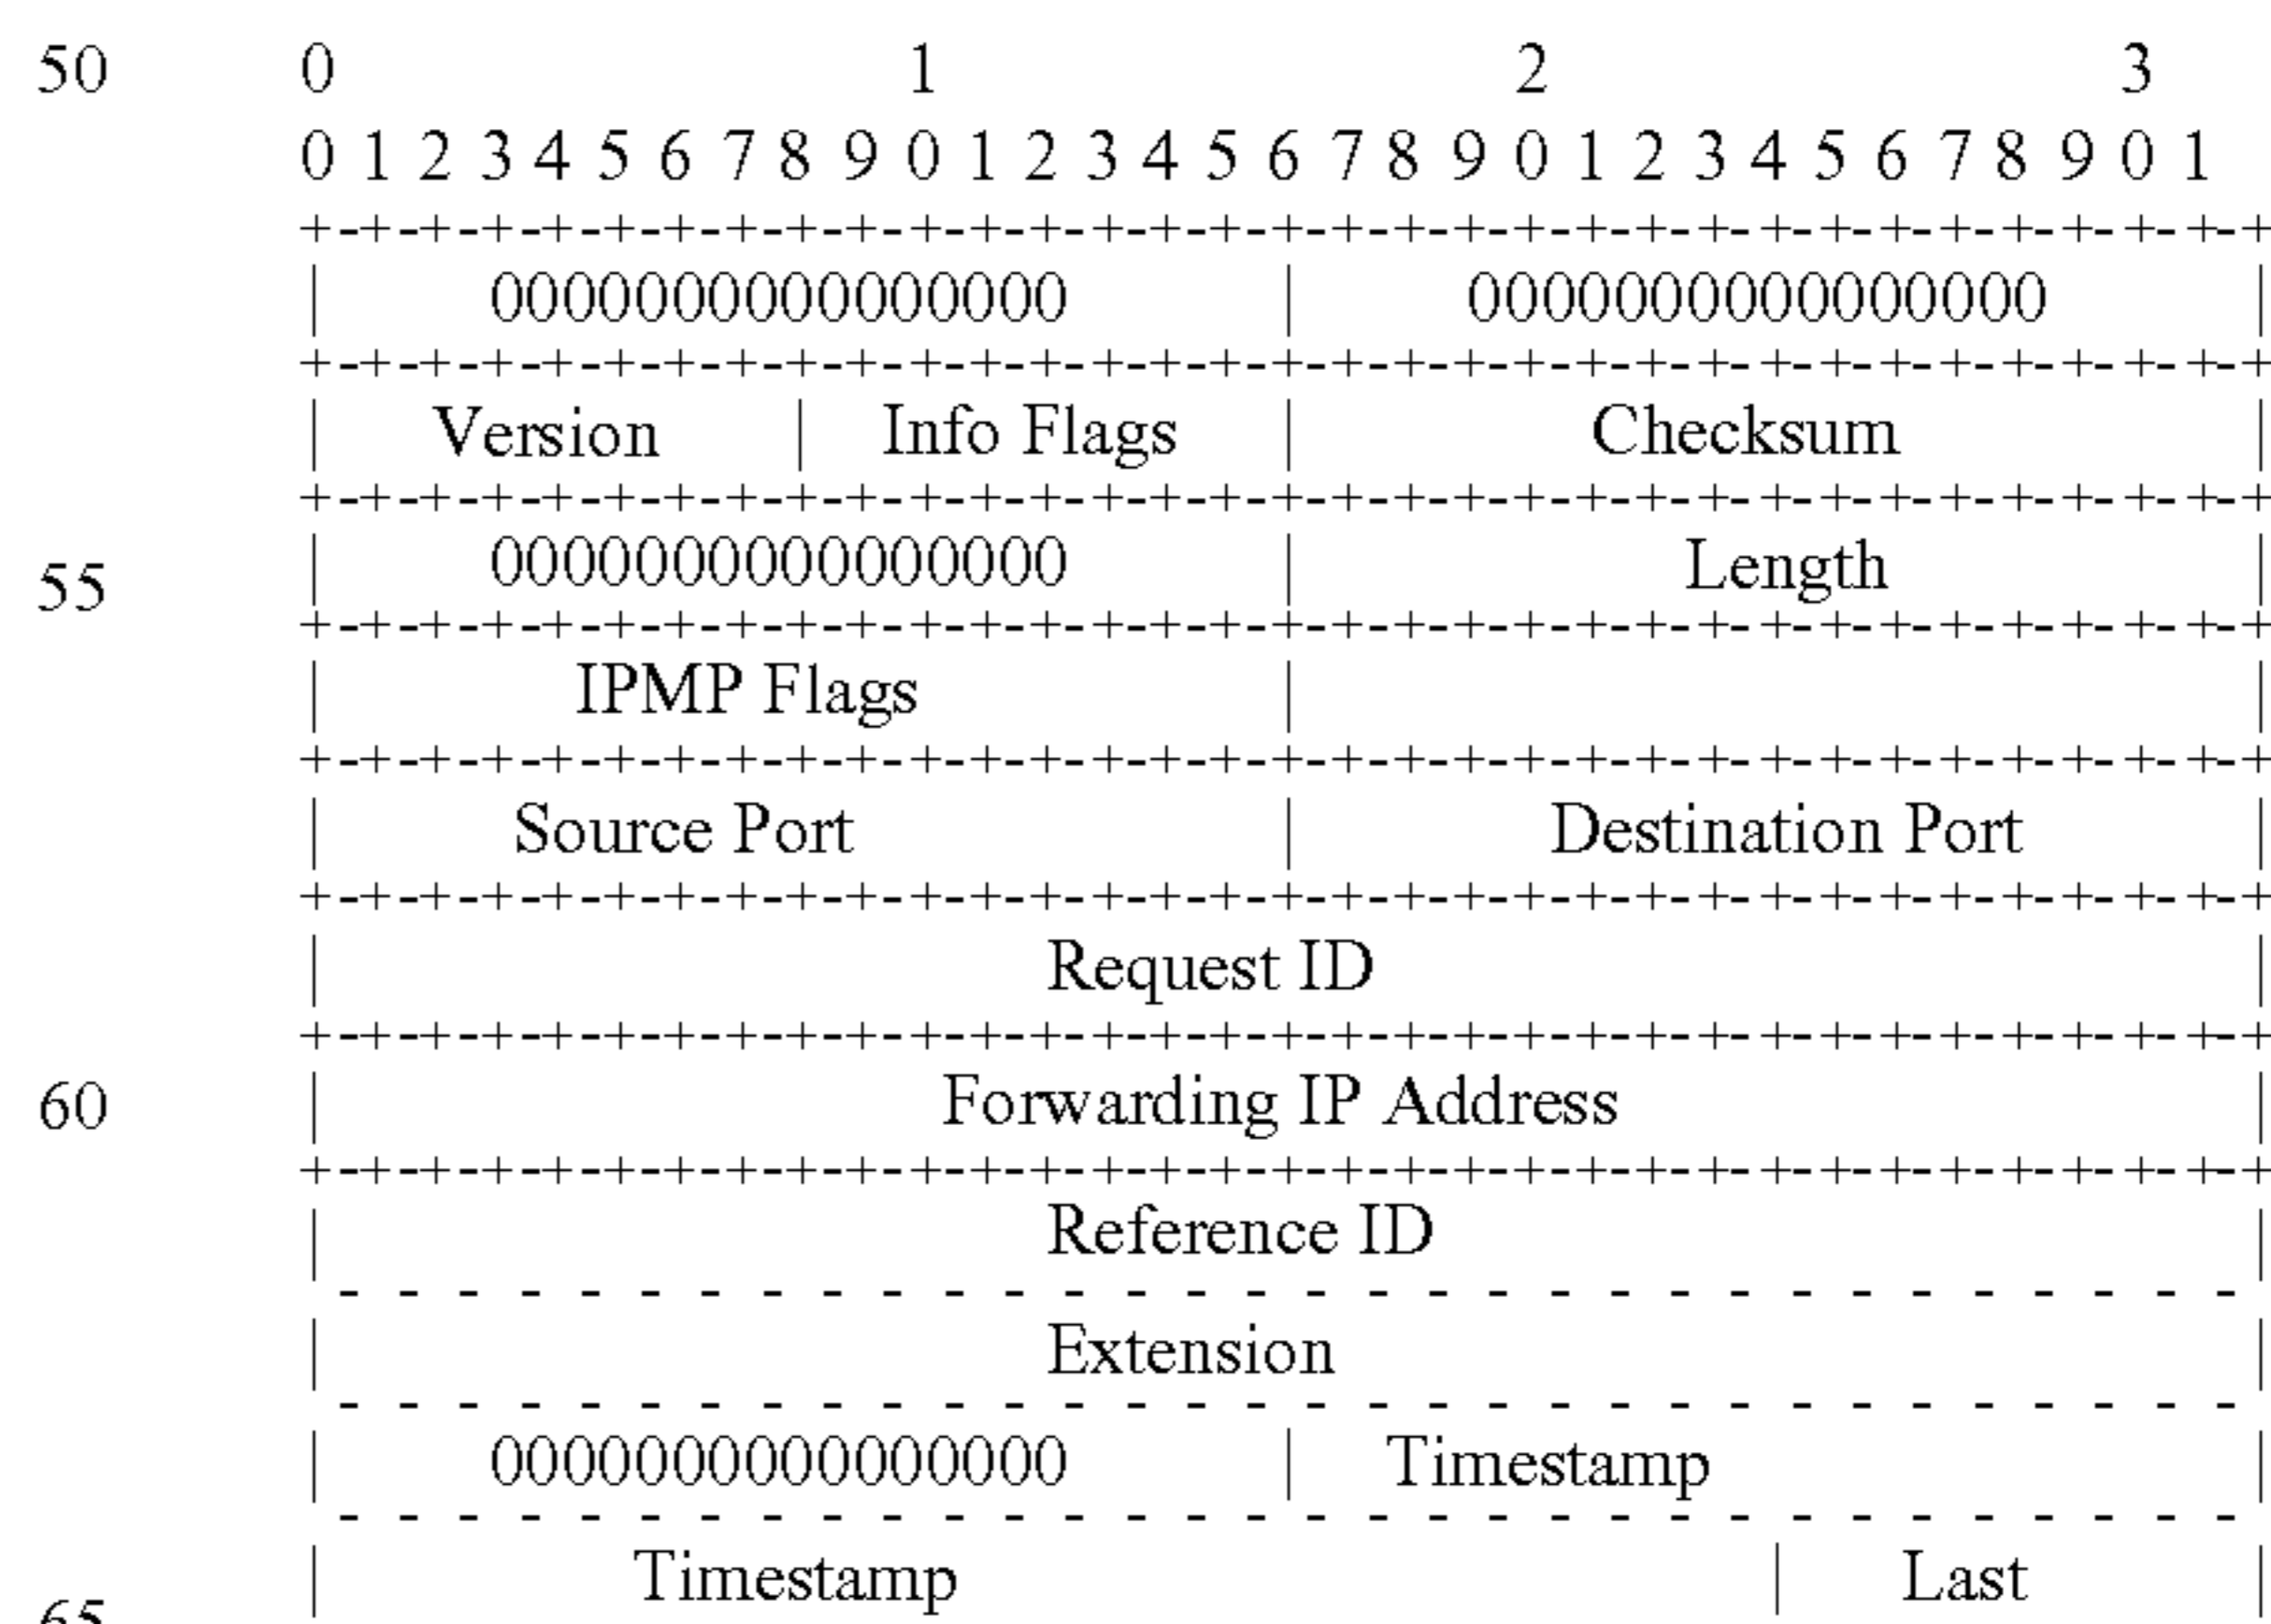 50 0 1 2 3
0 1 2 3 4 5 6 7 8 9 0 1 2 3 4 5 6 7 8 9 0 1 2 3 4 5 6 7 8 9 0 1
+-+-+-+-+-+-+-+-+-+-+-+-+-+-+-+-+-+-+-+-+-+-+-+-+-+-+-+-+-+-+-+-+
| 0000000000000000 | 0000000000000000 |
+-+-+-+-+-+-+-+-+-+-+-+-+-+-+-+-+-+-+-+-+-+-+-+-+-+-+-+-+-+-+-+-+
| Version | Info Flags | Checksum |
+-+-+-+-+-+-+-+-+-+-+-+-+-+-+-+-+-+-+-+-+-+-+-+-+-+-+-+-+-+-+-+-+
55 | 0000000000000000 | Length |
+-+-+-+-+-+-+-+-+-+-+-+-+-+-+-+-+-+-+-+-+-+-+-+-+-+-+-+-+-+-+-+-+
| IPMP Flags | |
+-+-+-+-+-+-+-+-+-+-+-+-+-+-+-+-+-+-+-+-+-+-+-+-+-+-+-+-+-+-+-+-+
| Source Port | Destination Port |
+-+-+-+-+-+-+-+-+-+-+-+-+-+-+-+-+-+-+-+-+-+-+-+-+-+-+-+-+-+-+-+-+
| Request ID |
+-+-+-+-+-+-+-+-+-+-+-+-+-+-+-+-+-+-+-+-+-+-+-+-+-+-+-+-+-+-+-+-+
60 | Forwarding IP Address |
+-+-+-+-+-+-+-+-+-+-+-+-+-+-+-+-+-+-+-+-+-+-+-+-+-+-+-+-+-+-+-+-+
| Reference ID |
- - - - - - - - - - - - - - - - - - - - - - - - - - - - - - - -
| Extension |
- - - - - - - - - - - - - - - - - - - - - - - - - - - - - - - -
| 0000000000000000 | Timestamp |
- - - - - - - - - - - - - - - - - - - - - - - - - - - - - - - -
| Timestamp | Last |
65